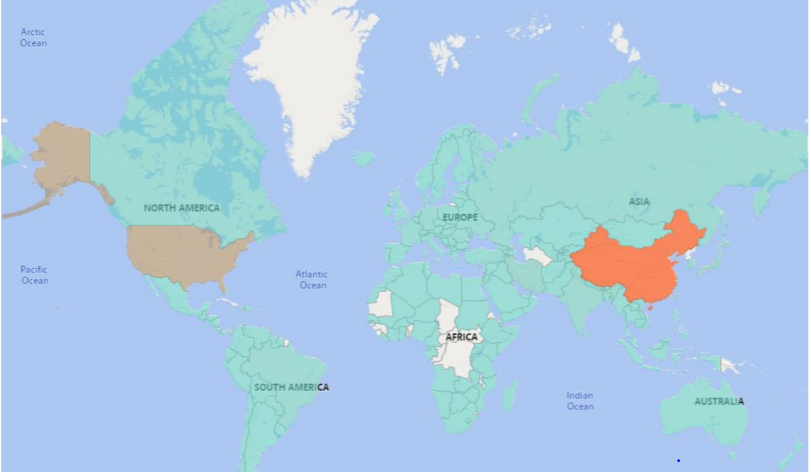 Arctic
Ocean
NORTH AMERICA
EUROPE
ASIA
Pacific
Ocean
Atlantic
Ocean
AFRICA
SOUTH AMERICA
Indian
Ocean
AUSTRALIA